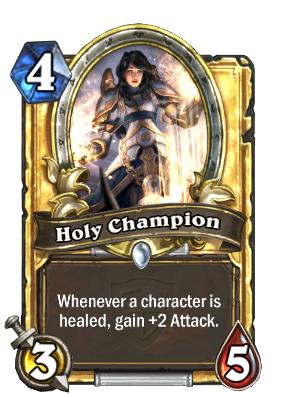 4
Holy Champion
Whenever a character is
healed, gain +2 Attack.
3
5